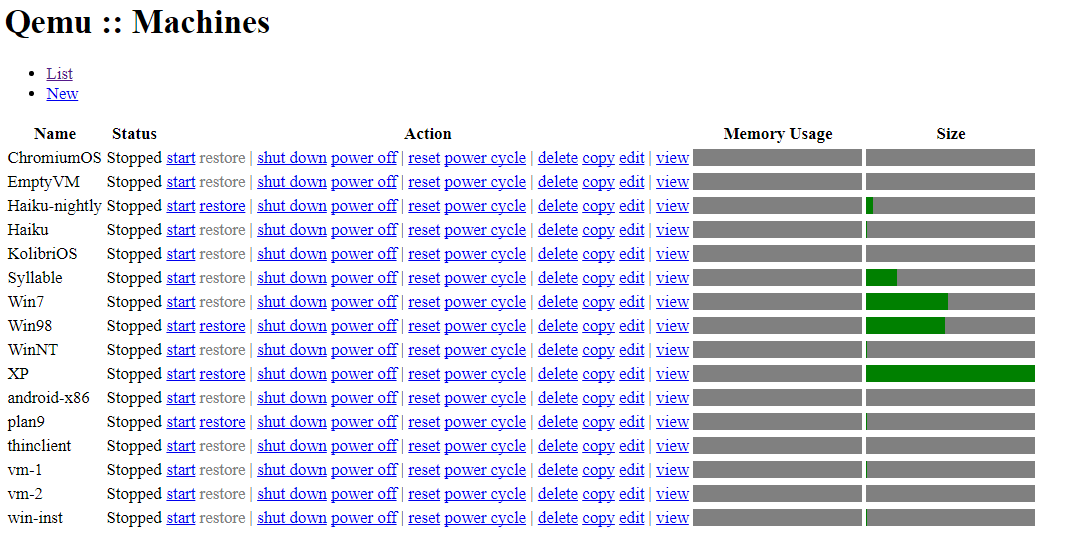 Qemu :: Machines
List
New
Name Status Action Memory Usage Size
ChromiumOS Stopped start restore | shut down power off | reset power cycle | delete copy edit | view
EmptyVM Stopped start restore | shut down power off | reset power cycle | delete copy edit | view
Haiku-nightly Stopped start restore | shut down power off | reset power cycle | delete copy edit | view
Haiku Stopped start restore | shut down power off | reset power cycle | delete copy edit | view
KolibriOS Stopped start restore | shut down power off | reset power cycle | delete copy edit | view
Syllable Stopped start restore | shut down power off | reset power cycle | delete copy edit | view
Win7 Stopped start restore | shut down power off | reset power cycle | delete copy edit | view
Win98 Stopped start restore | shut down power off | reset power cycle | delete copy edit | view
WinNT Stopped start restore | shut down power off | reset power cycle | delete copy edit | view
XP Stopped start restore | shut down power off | reset power cycle | delete copy edit | view
android-x86 Stopped start restore | shut down power off | reset power cycle | delete copy edit | view
plan9 Stopped start restore | shut down power off | reset power cycle | delete copy edit | view
thinclient Stopped start restore | shut down power off | reset power cycle | delete copy edit | view
vm-1 Stopped start restore | shut down power off | reset power cycle | delete copy edit | view
vm-2 Stopped start restore | shut down power off | reset power cycle | delete copy edit | view
win-inst Stopped start restore | shut down power off | reset power cycle | delete copy edit | view